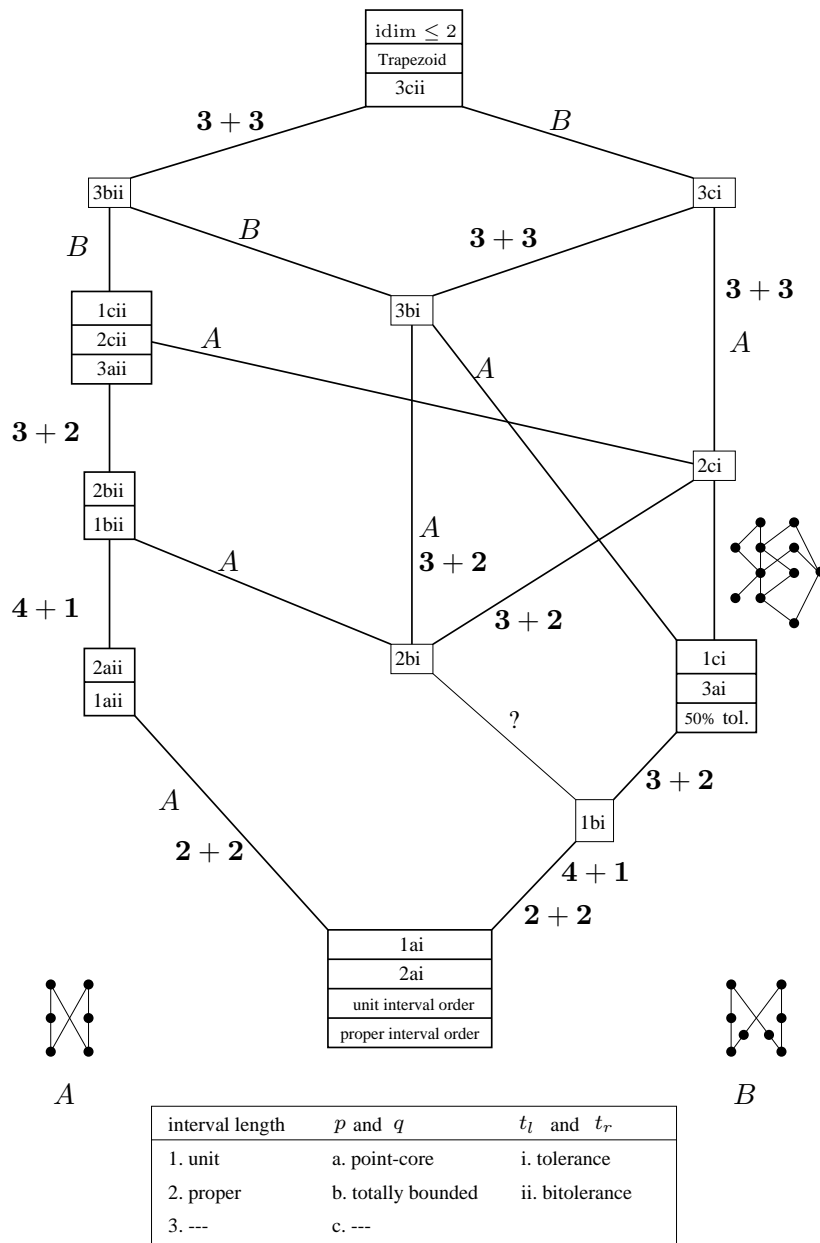 idim ≤ 2
Trapezoid
3cii
3 + 3
B
3bii
3ci
B
B
3 + 3
3 + 3
1cii
2cii
3aii
3bi
A
A
A
3 + 2
2ci
2bii
1bii
A
A
3 + 2
4 + 1
3 + 2
2aii
1aii
2bi
1ci
3ai
50% tol.
?
3 + 2
A
1bi
2 + 2
4 + 1
2 + 2
1ai
2ai
unit interval order
proper interval order
A
B
interval length p and q t_l and t_r
1. unit a. point-core i. tolerance
2. proper b. totally bounded ii. bitolerance
3. --- c. ---